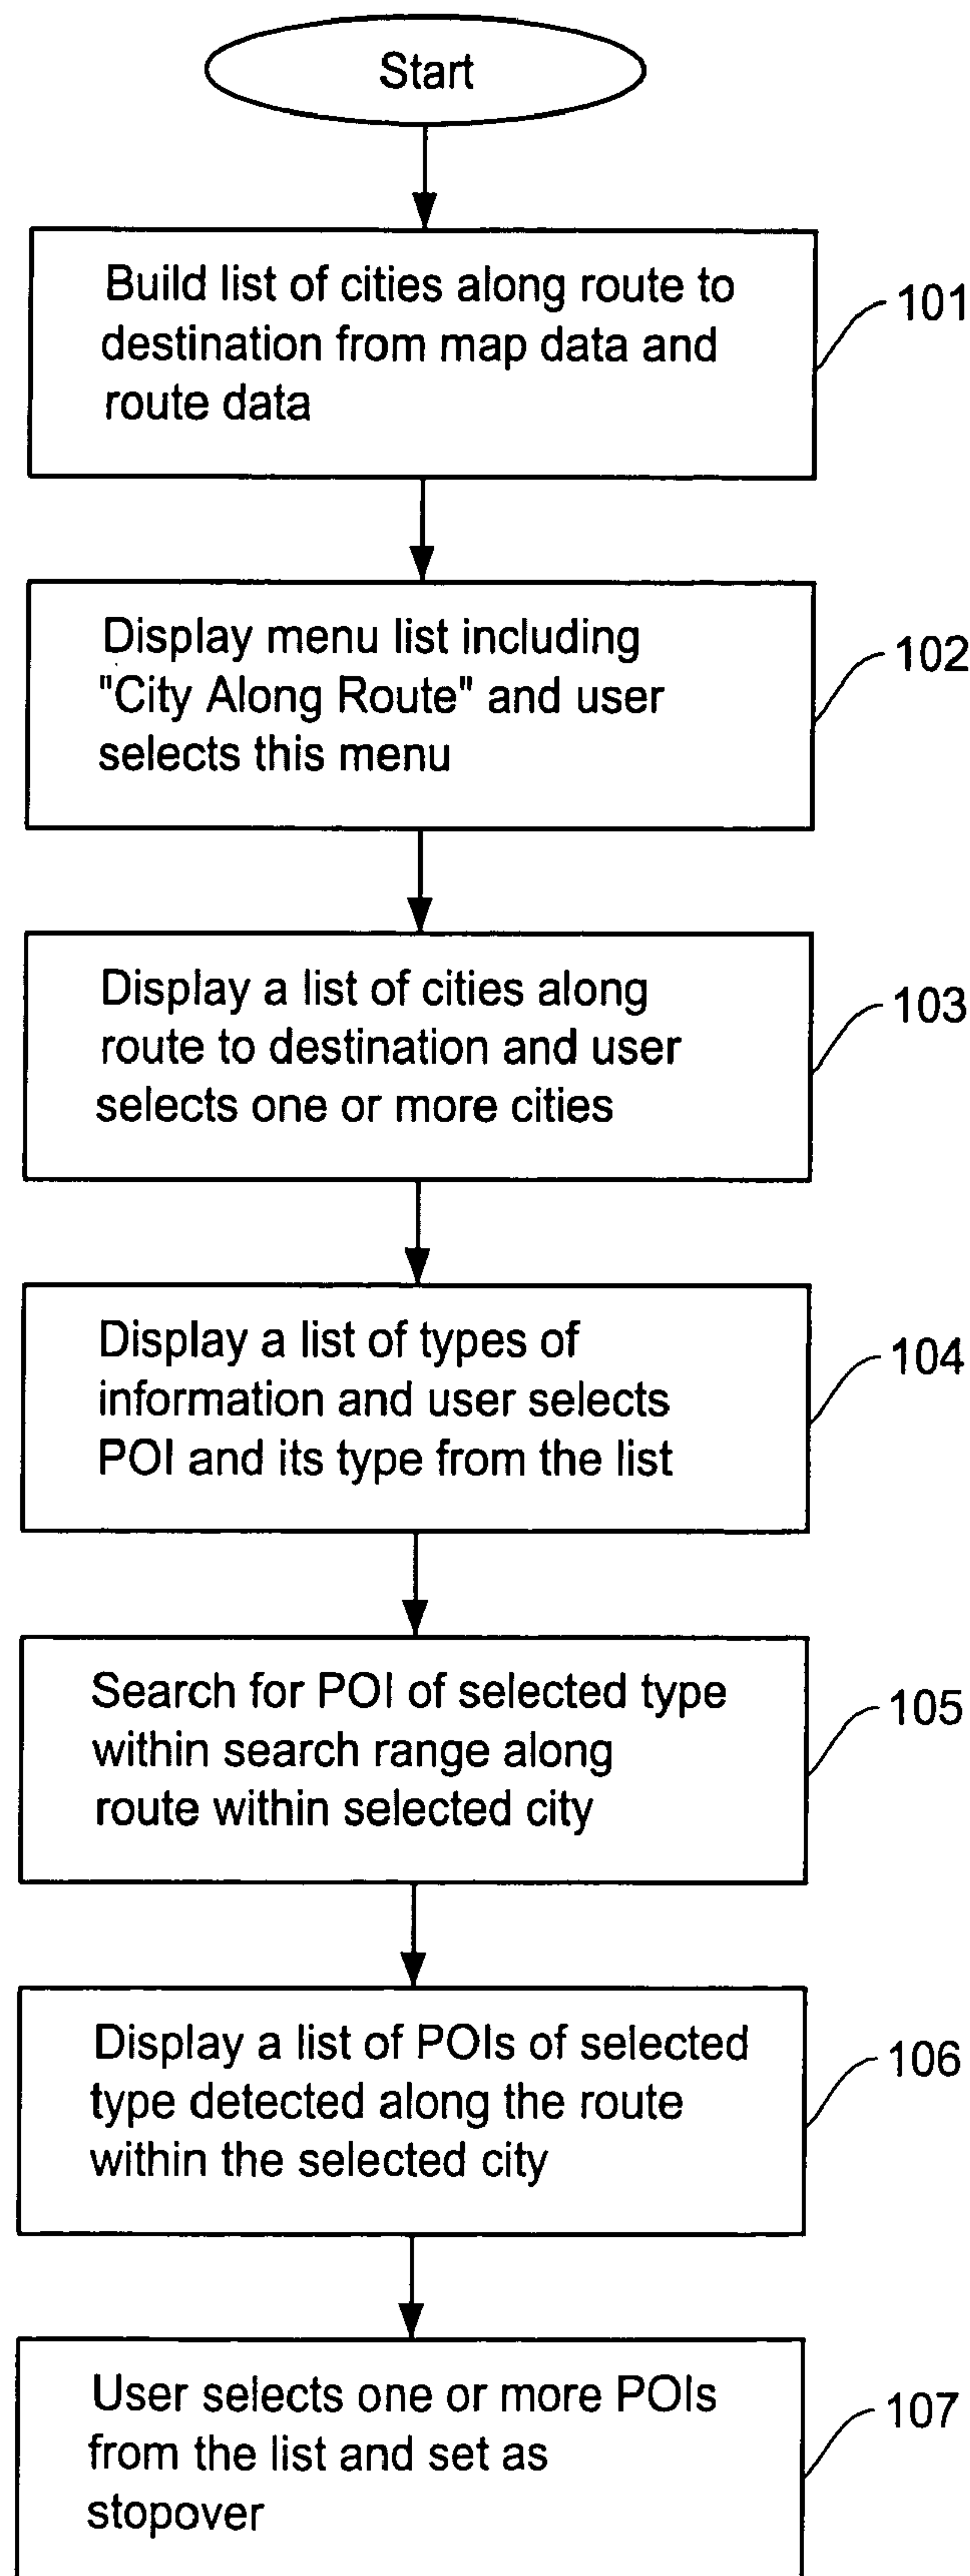 Start
Build list of cities along route to
destination from map data and
route data
101
Display menu list including
"City Along Route" and user
selects this menu
102
Display a list of cities along
route to destination and user
selects one or more cities
103
Display a list of types of
information and user selects
POI and its type from the list
104
Search for POI of selected type
within search range along
route within selected city
105
Display a list of POIs of selected
type detected along the route
within the selected city
106
User selects one or more POIs
from the list and set as
stopover
107